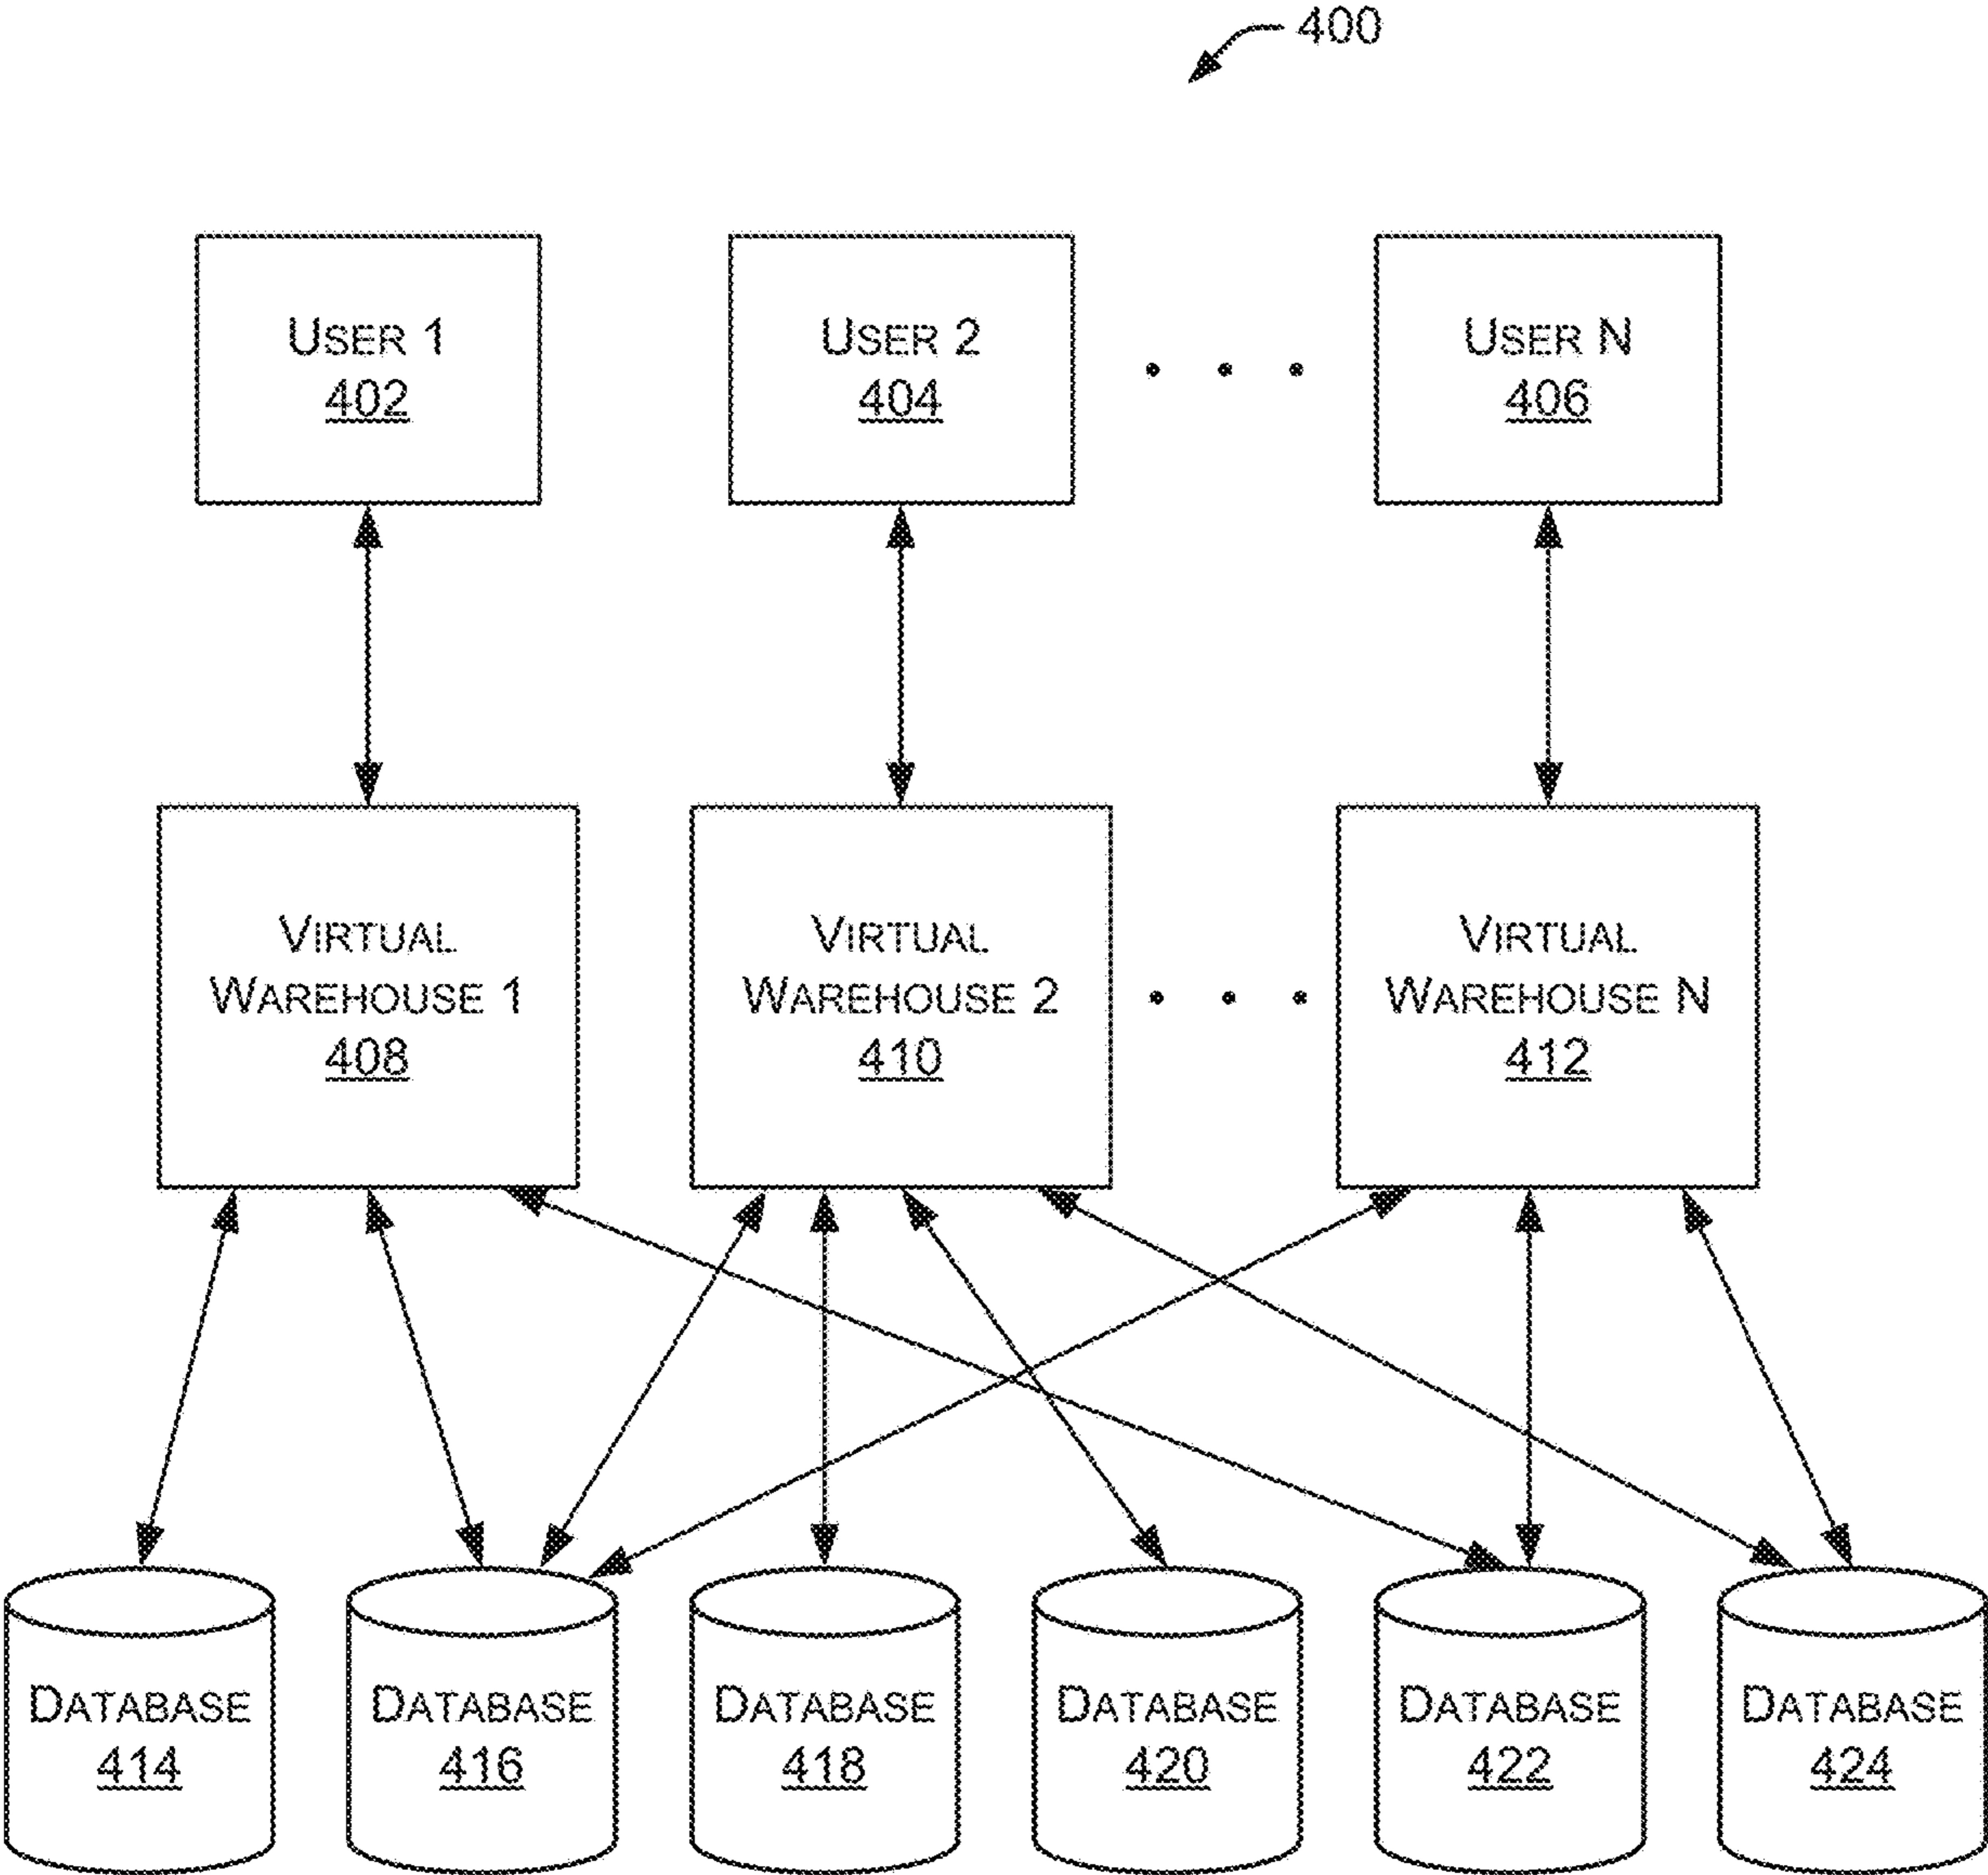 400
USER 1
402
USER 2
404
USER N
406
VIRTUAL
WAREHOUSE 1
408
VIRTUAL
WAREHOUSE 2
410
VIRTUAL
WAREHOUSE N
412
DATABASE
414
DATABASE
416
DATABASE
418
DATABASE
420
DATABASE
422
DATABASE
424